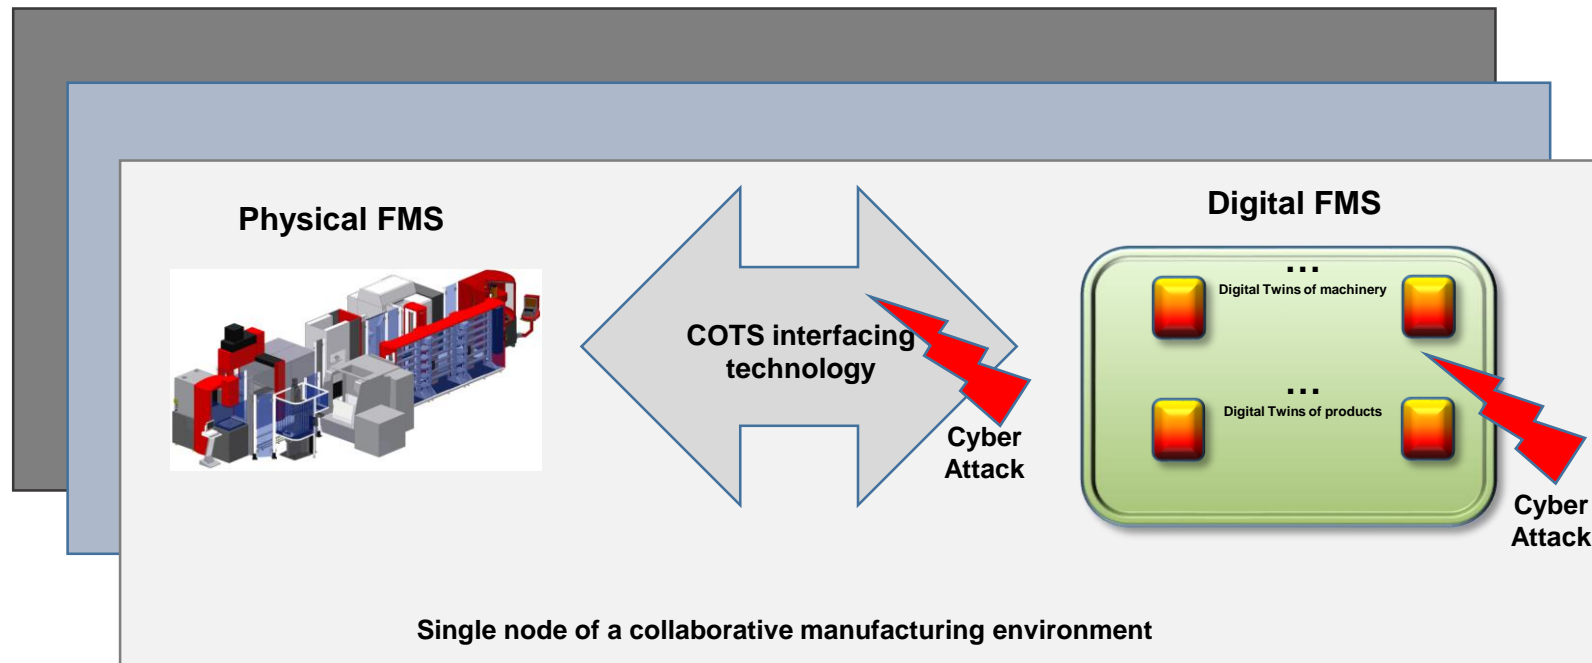 Physical FMS
COTS interfacing
technology
Cyber
Attack
Digital FMS
...
Digital Twins of machinery
...
Digital Twins of products
Cyber
Attack
Single node of a collaborative manufacturing environment